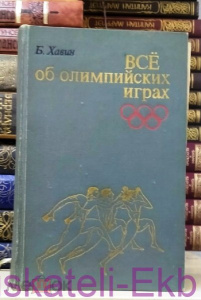 Б. Хавин
ВСЁ
об олимпийских
играх
skateli-Ekb